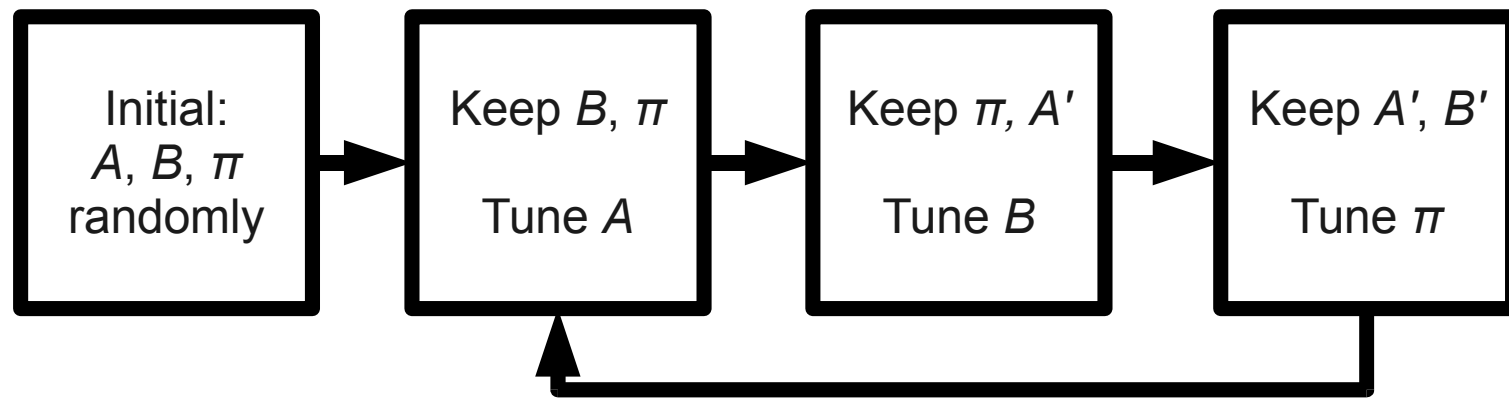 Initial:
A, B, π
randomly
Keep B, π
Tune A
Keep π, A'
Tune B
Keep A', B'
Tune π